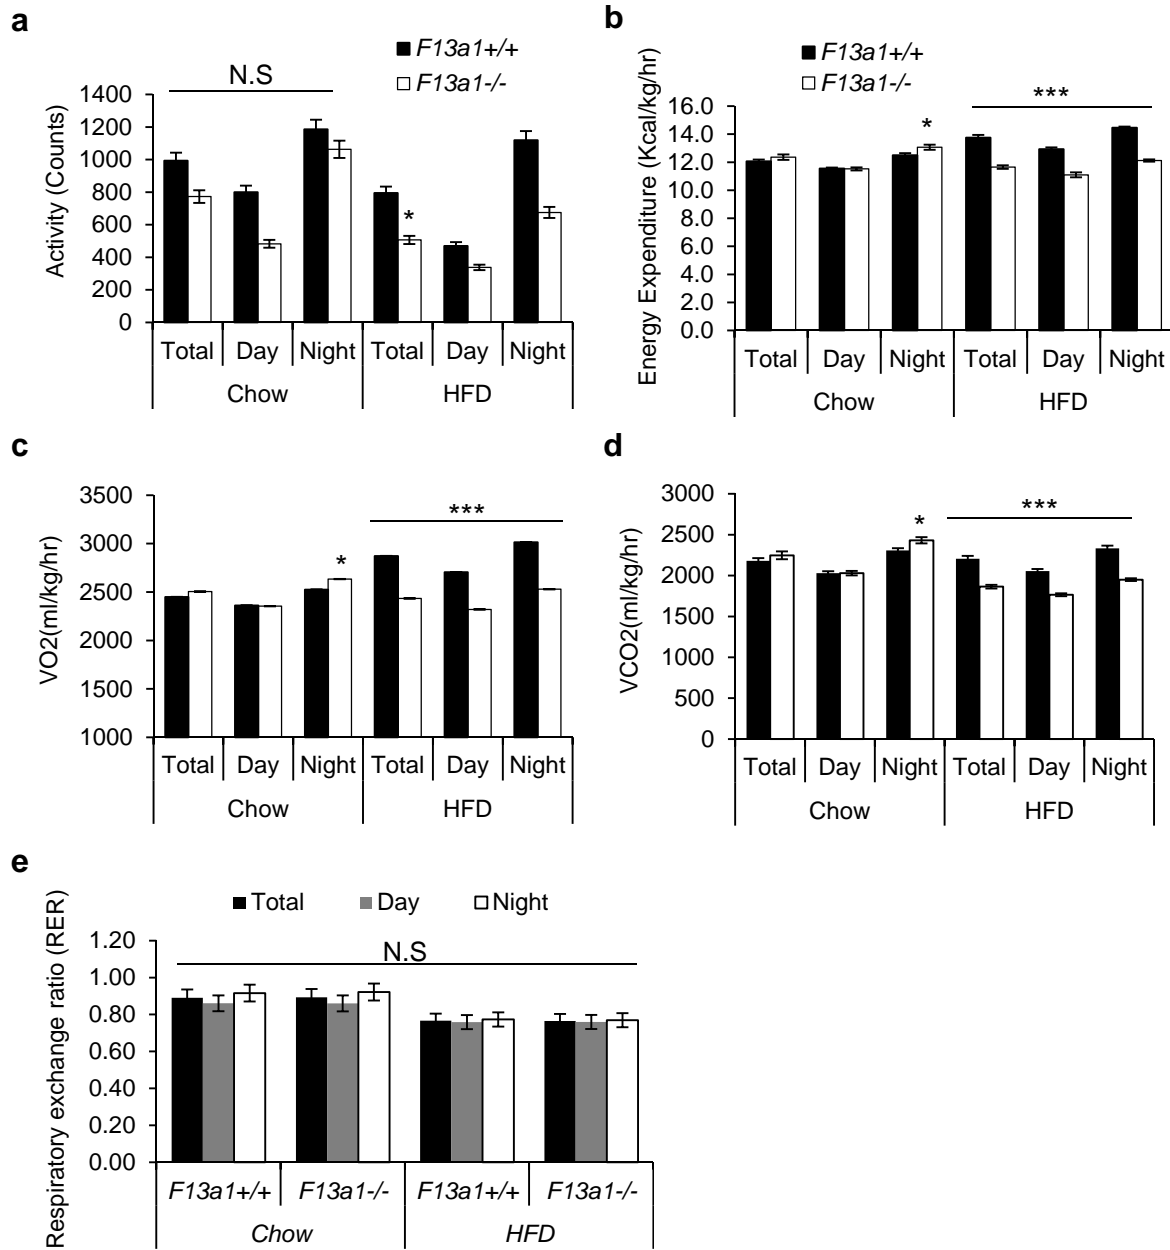 a
F13a1+/+
F13a1-/-
N.S
Activity (Counts)
1400
1200
1000
800
600
400
200
0
*
Total Day Night Total Day Night
Chow HFD
b
F13a1+/+
F13a1-/-
Energy Expenditure (Kcal/kg/hr)
16.0
14.0
12.0
10.0
8.0
6.0
4.0
2.0
0.0
*
***
Total Day Night Total Day Night
Chow HFD
c
VO2(ml/kg/hr)
3500
3000
2500
2000
1500
1000
*
***
Total Day Night Total Day Night
Chow HFD
d
VCO2(ml/kg/hr)
3000
2500
2000
1500
1000
500
0
*
***
Total Day Night Total Day Night
Chow HFD
e
Total Day Night
N.S
Respiratory exchange ratio (RER)
1.20
1.00
0.80
0.60
0.40
0.20
0.00
F13a1+/+ F13a1-/- F13a1+/+ F13a1-/-
Chow HFD